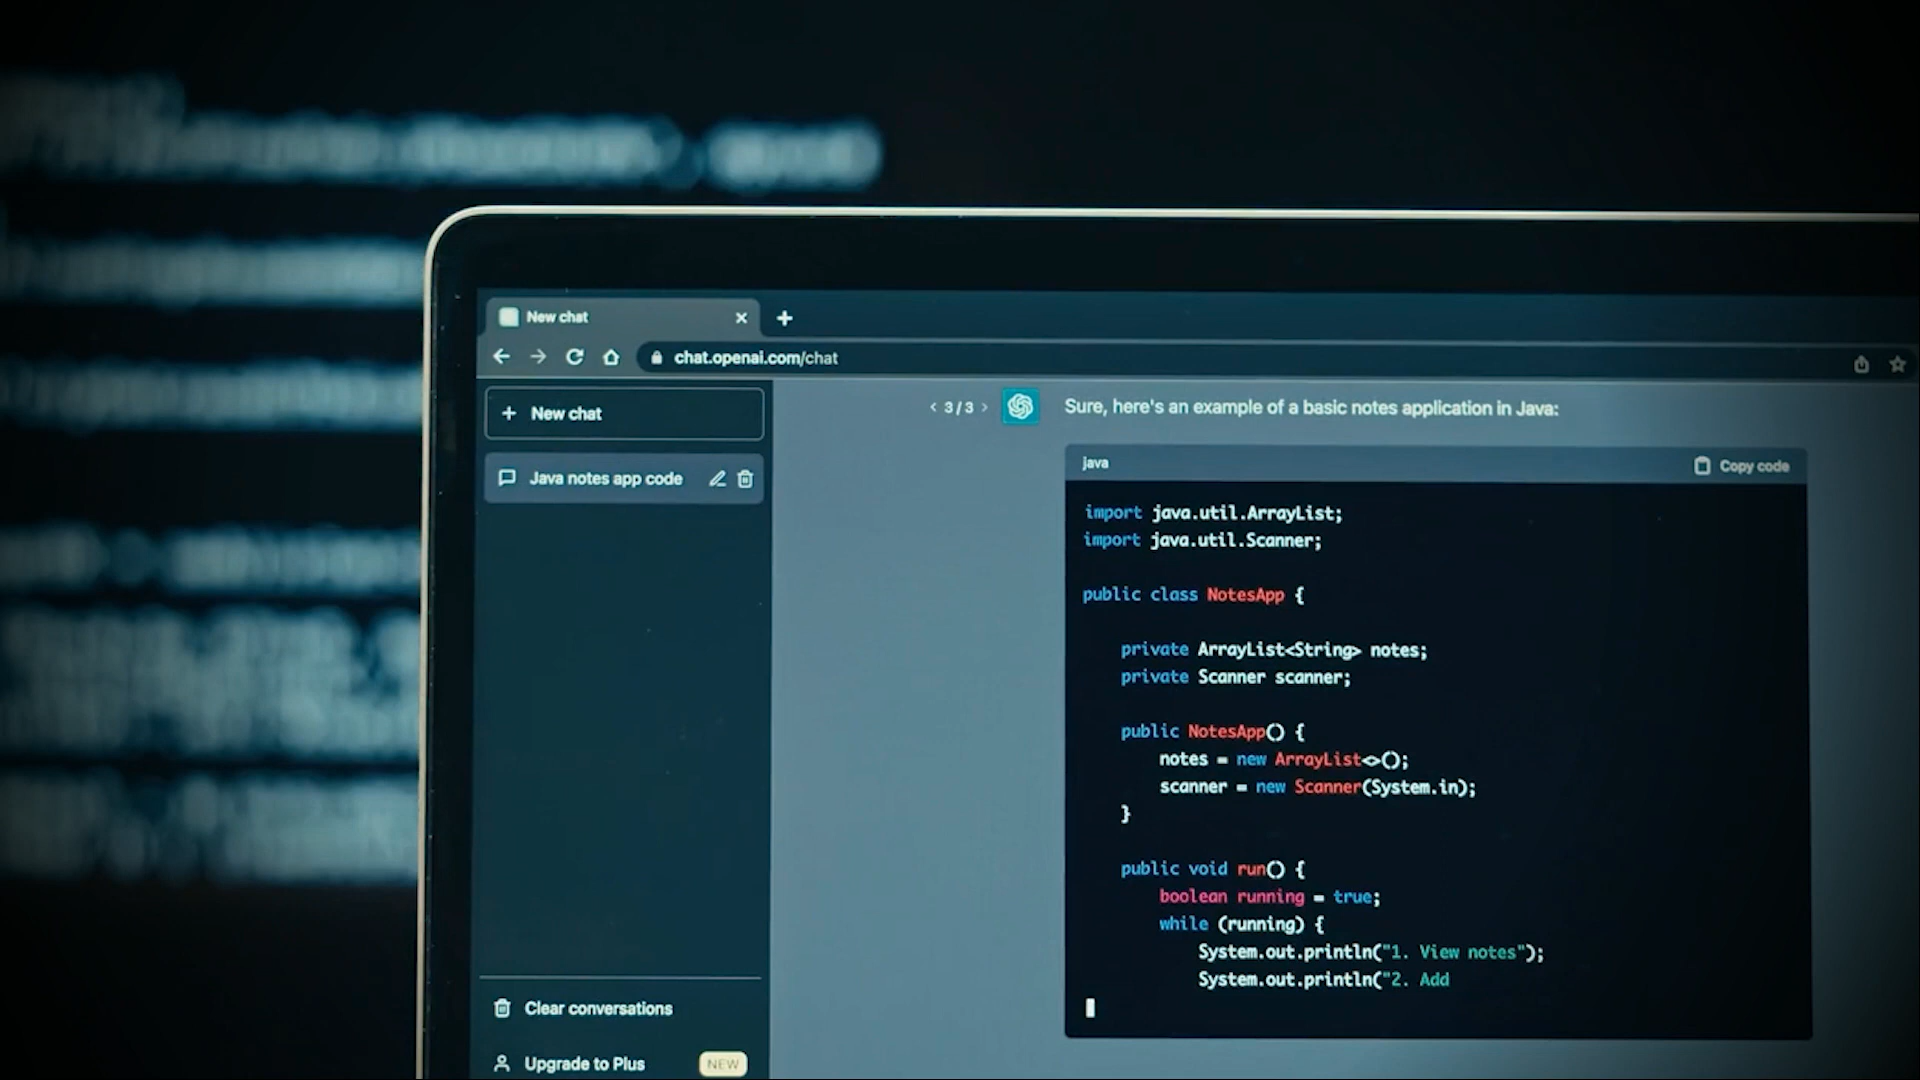 New chat
chat.openai.com/chat
New chat
Java notes app code
Clear conversations
Upgrade to Plus NEW
3/3
Sure, here's an example of a basic notes application in Java:
java Copy code
import java.util.ArrayList;
import java.util.Scanner;
public class NotesApp {
private ArrayList<String> notes;
private Scanner scanner;
public NotesApp() {
notes = new ArrayList<>();
scanner = new Scanner(System.in);
}
public void run() {
boolean running = true;
while (running) {
System.out.println("1. View notes");
System.out.println("2. Add